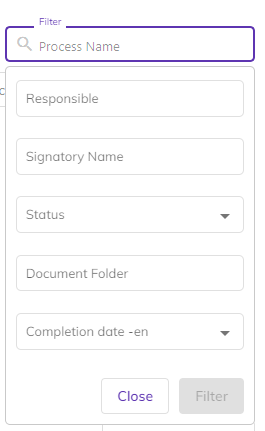 Filter
Process Name
Responsible
Signatory Name
Status
Document Folder
Completion date -en
Close
Filter